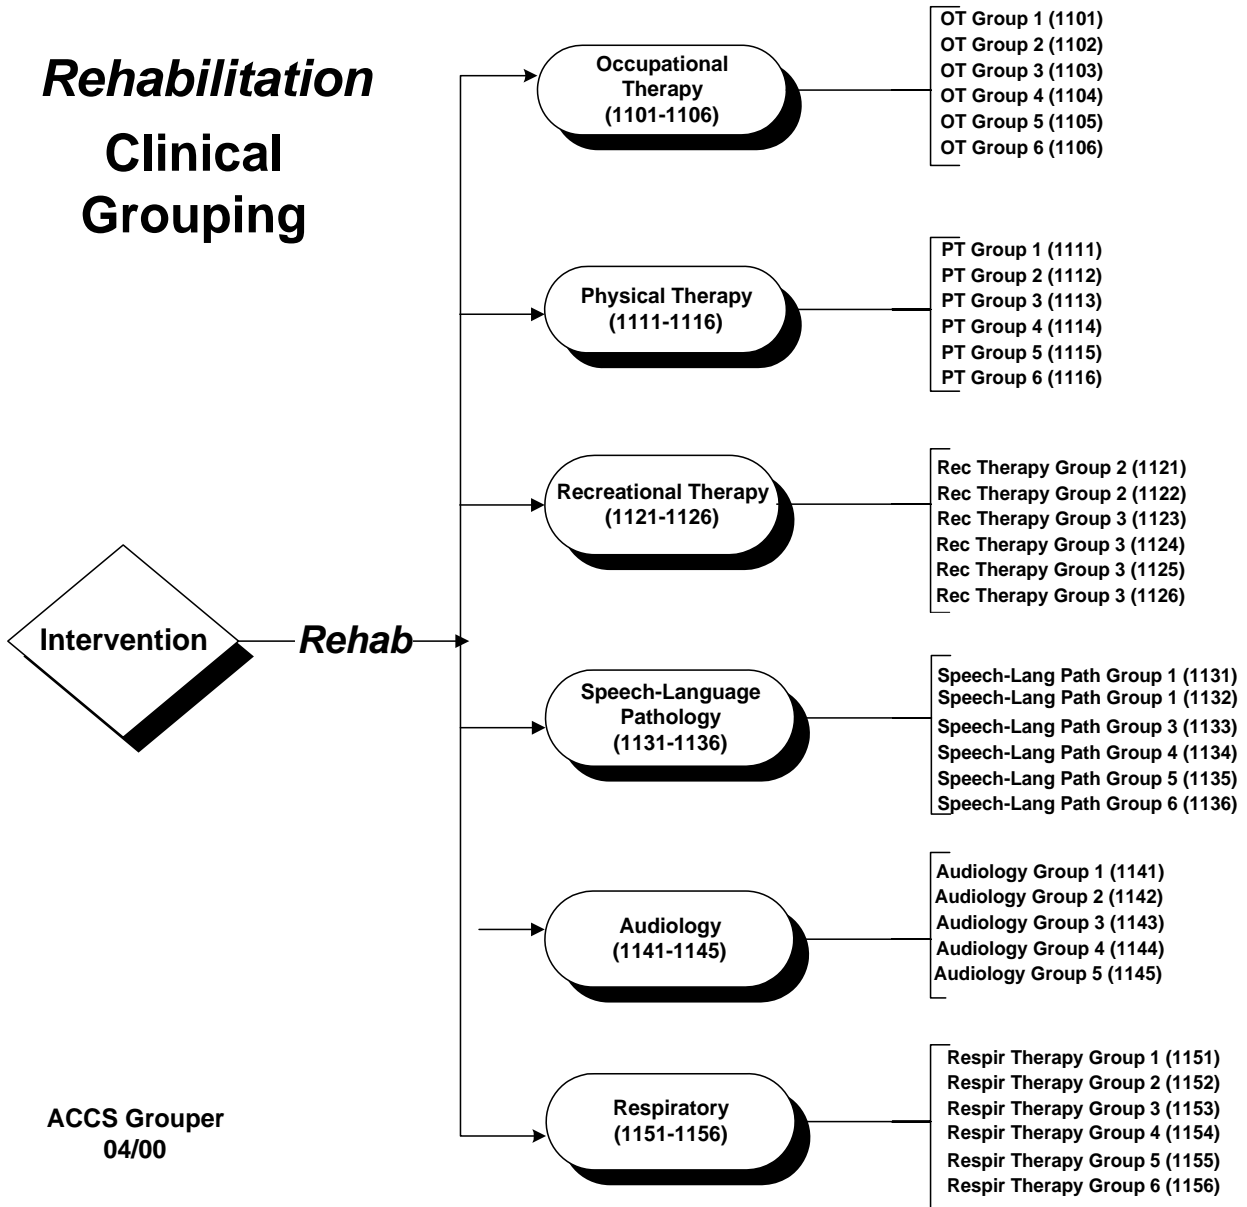 Rehabilitation
Clinical
Grouping
Intervention
Rehab
Occupational
Therapy
(1101-1106)
OT Group 1 (1101)
OT Group 2 (1102)
OT Group 3 (1103)
OT Group 4 (1104)
OT Group 5 (1105)
OT Group 6 (1106)
Physical Therapy
(1111-1116)
PT Group 1 (1111)
PT Group 2 (1112)
PT Group 3 (1113)
PT Group 4 (1114)
PT Group 5 (1115)
PT Group 6 (1116)
Recreational Therapy
(1121-1126)
Rec Therapy Group 2 (1121)
Rec Therapy Group 2 (1122)
Rec Therapy Group 3 (1123)
Rec Therapy Group 3 (1124)
Rec Therapy Group 3 (1125)
Rec Therapy Group 3 (1126)
Speech-Language
Pathology
(1131-1136)
Speech-Lang Path Group 1 (1131)
Speech-Lang Path Group 1 (1132)
Speech-Lang Path Group 3 (1133)
Speech-Lang Path Group 4 (1134)
Speech-Lang Path Group 5 (1135)
Speech-Lang Path Group 6 (1136)
Audiology
(1141-1145)
Audiology Group 1 (1141)
Audiology Group 2 (1142)
Audiology Group 3 (1143)
Audiology Group 4 (1144)
Audiology Group 5 (1145)
Respiratory
(1151-1156)
Respir Therapy Group 1 (1151)
Respir Therapy Group 2 (1152)
Respir Therapy Group 3 (1153)
Respir Therapy Group 4 (1154)
Respir Therapy Group 5 (1155)
Respir Therapy Group 6 (1156)
ACCS Grouper
04/00